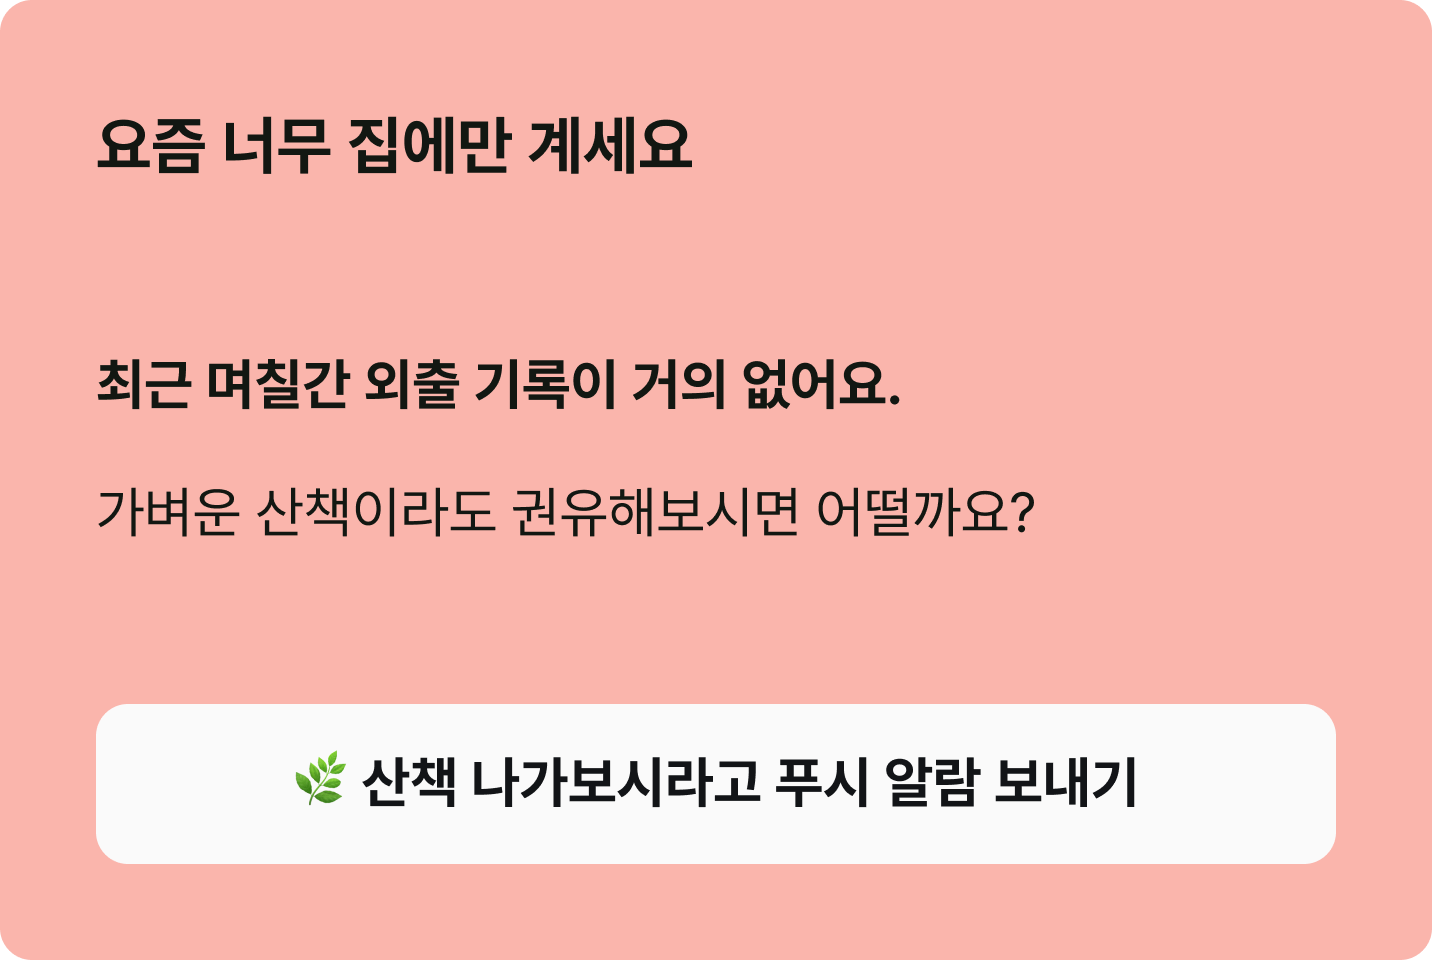 요즘 너무 집에만 계세요
최근 며칠간 외출 기록이 거의 없어요.
가벼운 산책이라도 권유해보시면 어떨까요?
🌿 산책 나가보시라고 푸시 알람 보내기